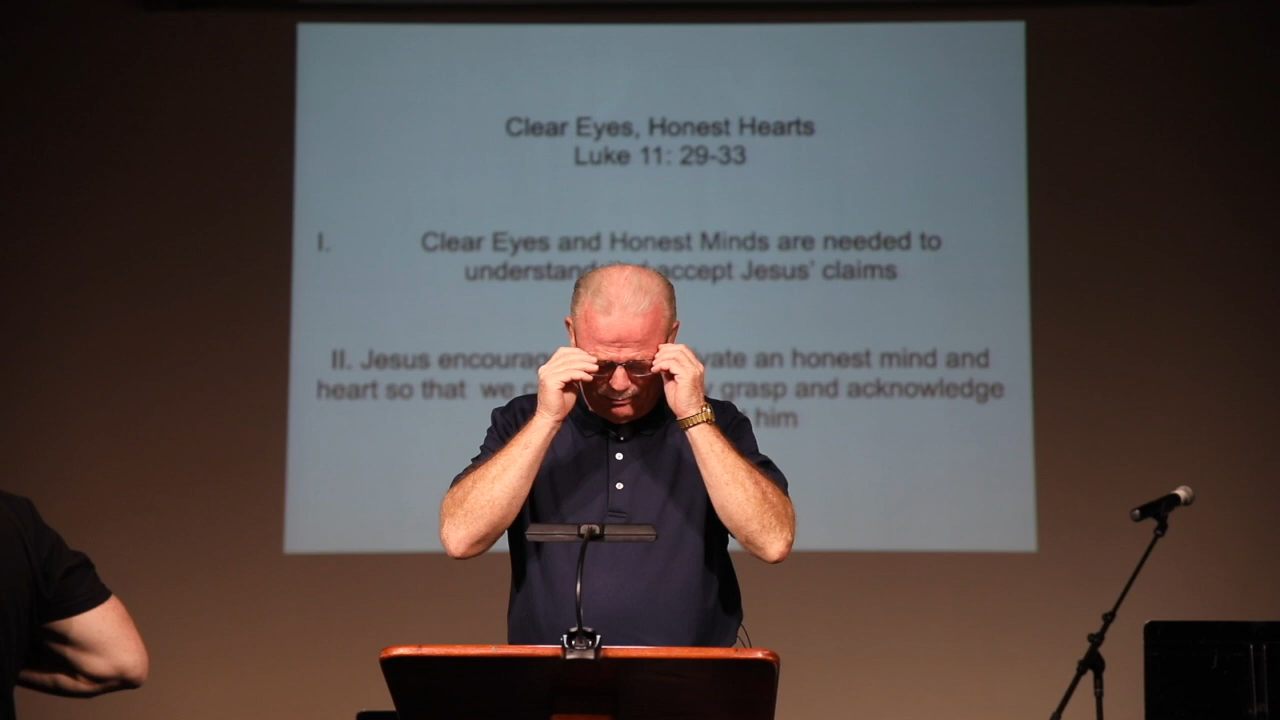 Clear Eyes, Honest Hearts
Luke 11: 29-33
I. Clear Eyes and Honest Minds are needed to
understand accept Jesus' claims
II. Jesus an honest mind and
heart so that we grasp and acknowledge
him